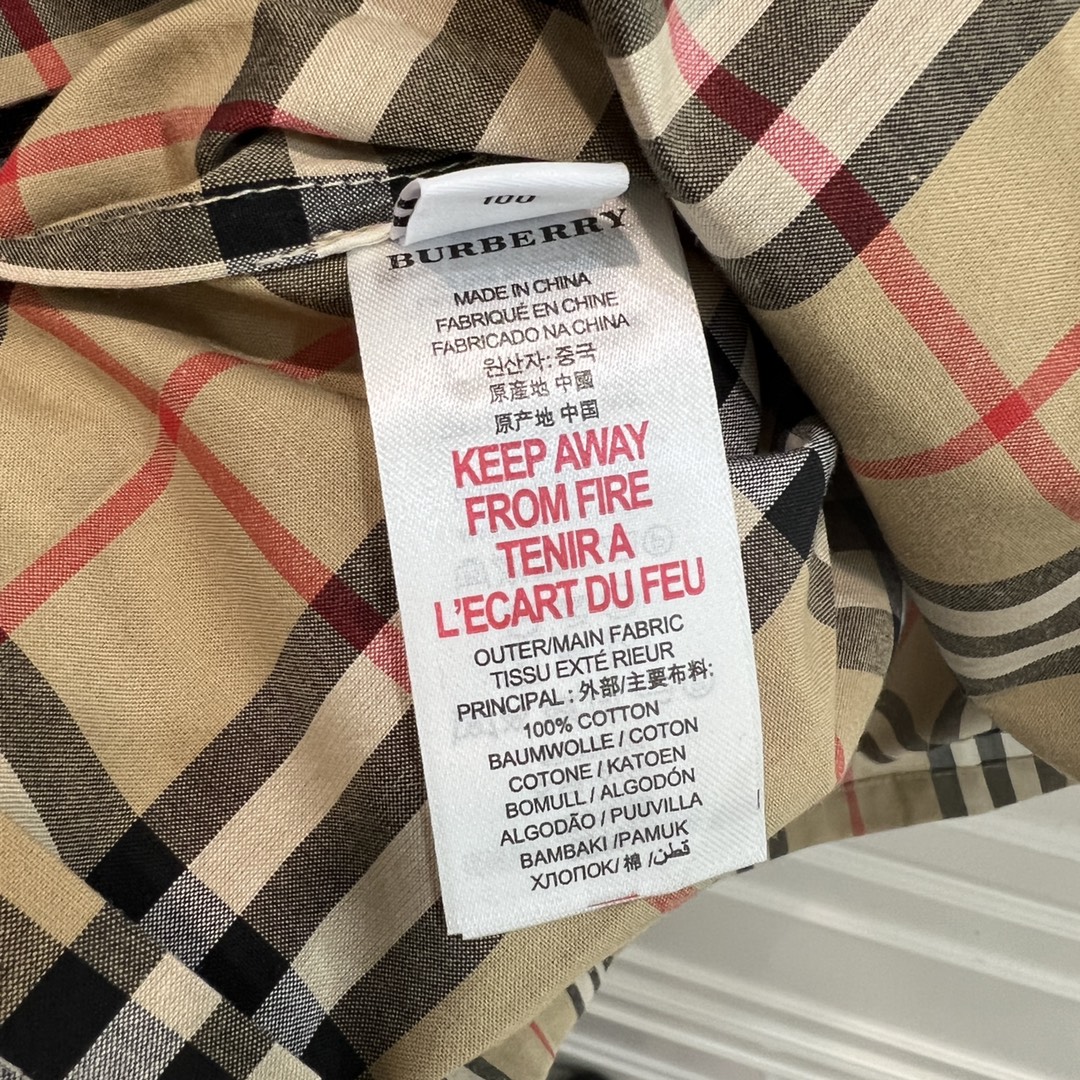 100
BURBERRY
MADE IN CHINA
FABRIQUÉ EN CHINE
FABRICADO NA CHINA
원산자: 중국
原産地 中國
原产地 中国
KEEP AWAY
FROM FIRE
TENIR A
L'ECART DU FEU
OUTER/MAIN FABRIC
TISSU EXTÉ RIEUR
PRINCIPAL : 外部/主要布料:
100% COTTON
BAUMWOLLE / COTON
COTONE / KATOEN
BOMULL / ALGODÓN
ALGODÃO / PUUVILLA
BAMBAKI /PAMUK
ХЛОПОК/ 棉 /قطن